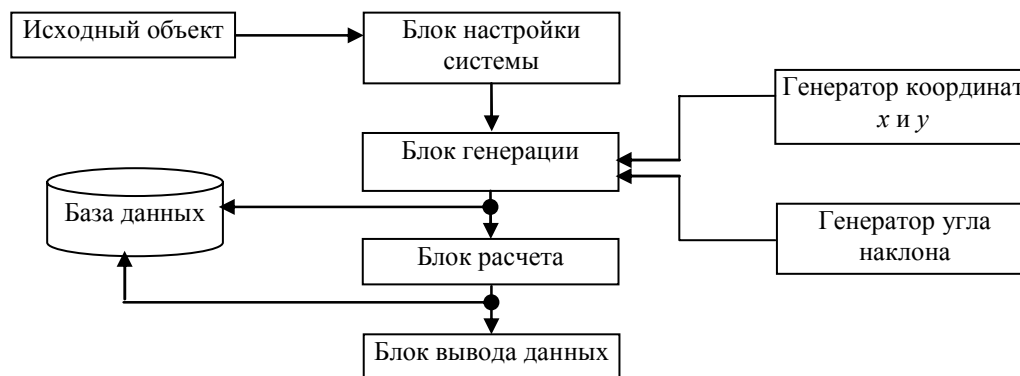 Исходный объект
Блок настройки
системы
Генератор координат
x и y
Блок генерации
База данных
Генератор угла
наклона
Блок расчета
Блок вывода данных